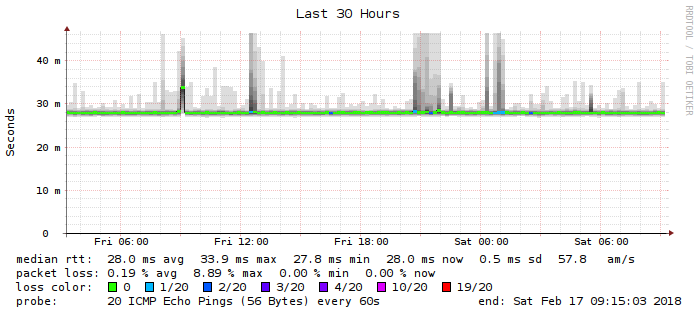 Last 30 Hours
RRDTOOL / TOBI OETIKER
Seconds
40 m
30 m
20 m
10 m
0
Fri 06:00 Fri 12:00 Fri 18:00 Sat 00:00 Sat 06:00
median rtt: 28.0 ms avg 33.9 ms max 27.8 ms min 28.0 ms now 0.5 ms sd 57.8 am/s
packet loss: 0.19 % avg 8.89 % max 0.00 % min 0.00 % now
loss color: 0 1/20 2/20 3/20 4/20 10/20 19/20
probe: 20 ICMP Echo Pings (56 Bytes) every 60s end: Sat Feb 17 09:15:03 2018